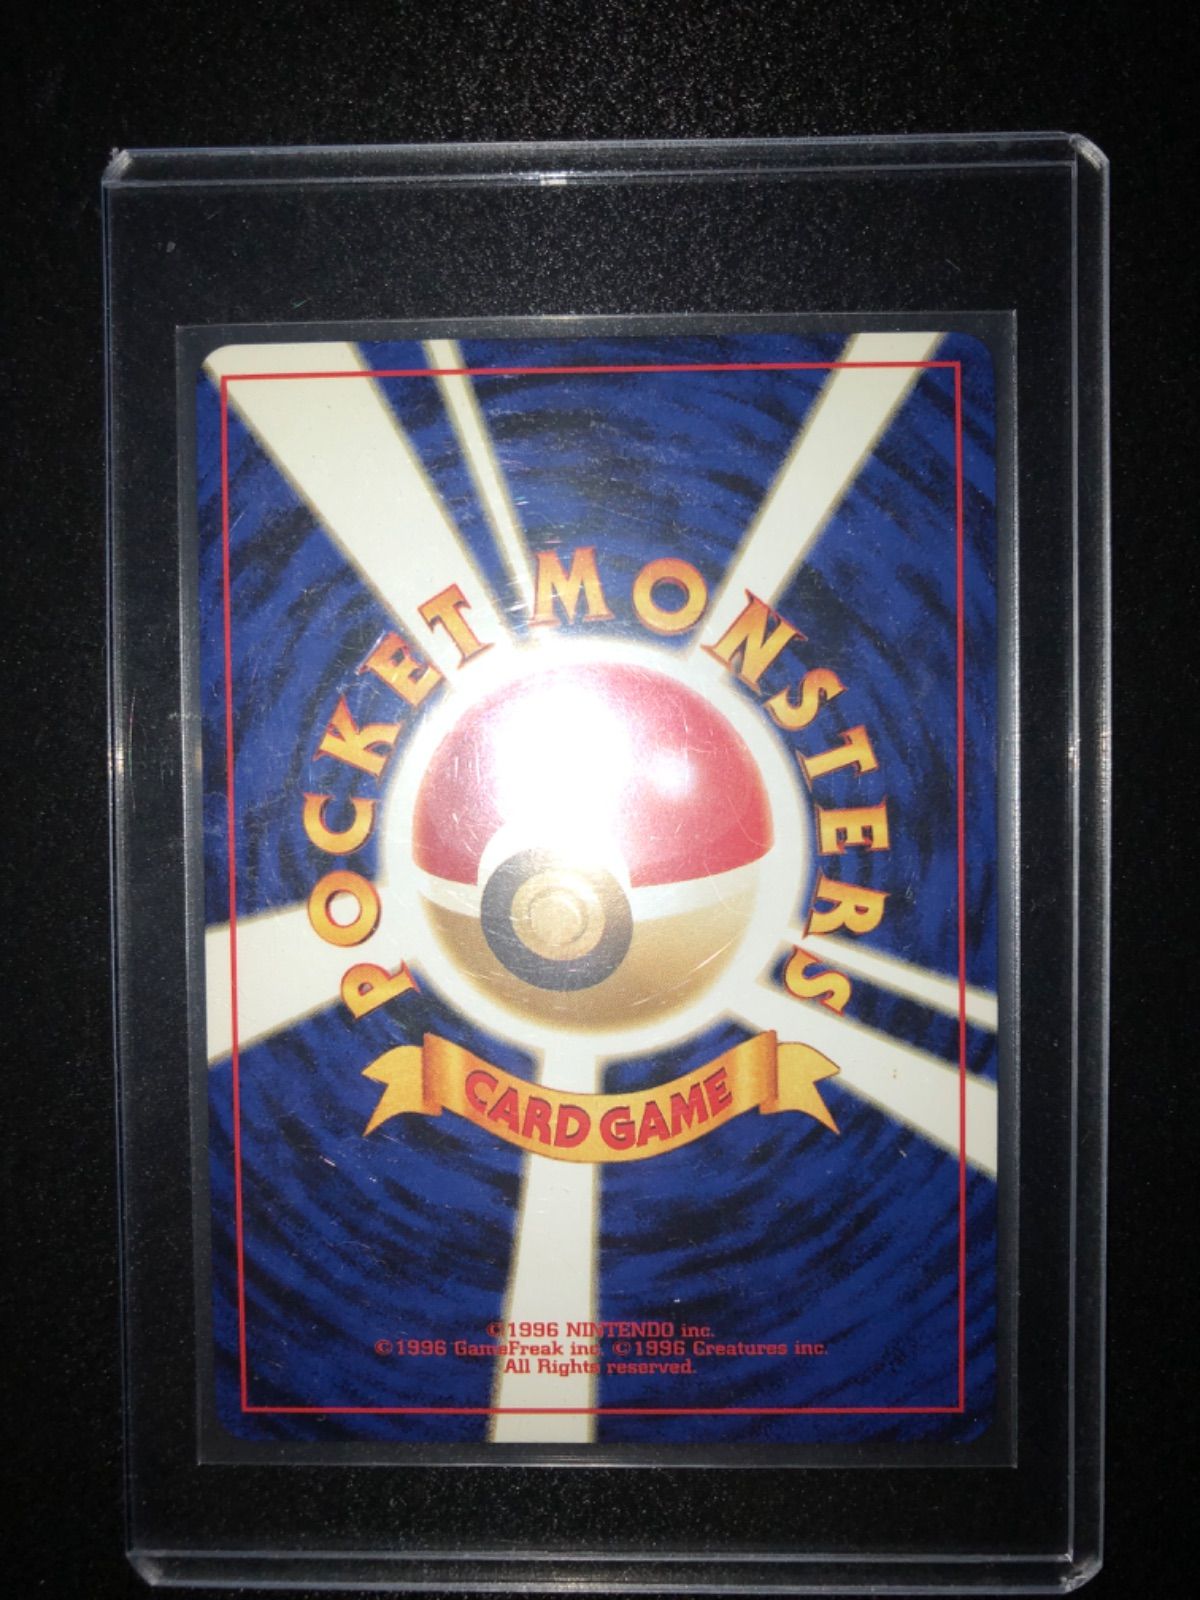 POCKET MONSTERS
CARD GAME
©1996 NINTENDO inc.
©1996 GameFreak inc. ©1996 Creatures inc.
All Rights reserved.